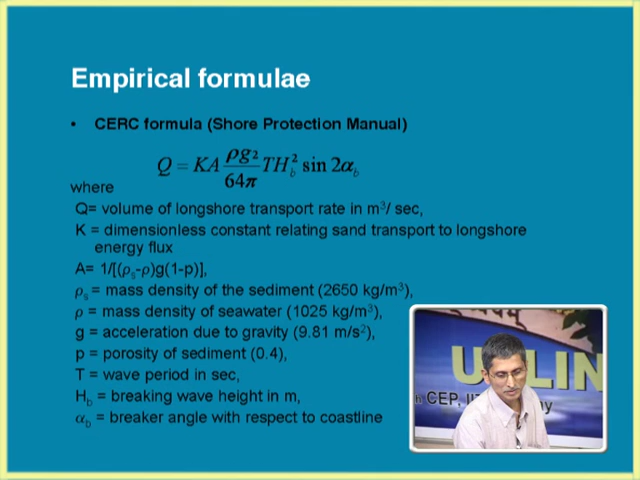 Empirical formulae
• CERC formula (Shore Protection Manual)
Q = KA ρg²/64π TH_b² sin 2α_b
where
Q= volume of longshore transport rate in m³/ sec,
K = dimensionless constant relating sand transport to longshore
energy flux
A= 1/[(ρₛ-ρ)g(1-p)],
ρₛ = mass density of the sediment (2650 kg/m³),
ρ = mass density of seawater (1025 kg/m³),
g = acceleration due to gravity (9.81 m/s²),
p = porosity of sediment (0.4),
T = wave period in sec,
H_b = breaking wave height in m,
α_b = breaker angle with respect to coastline
CEP, II